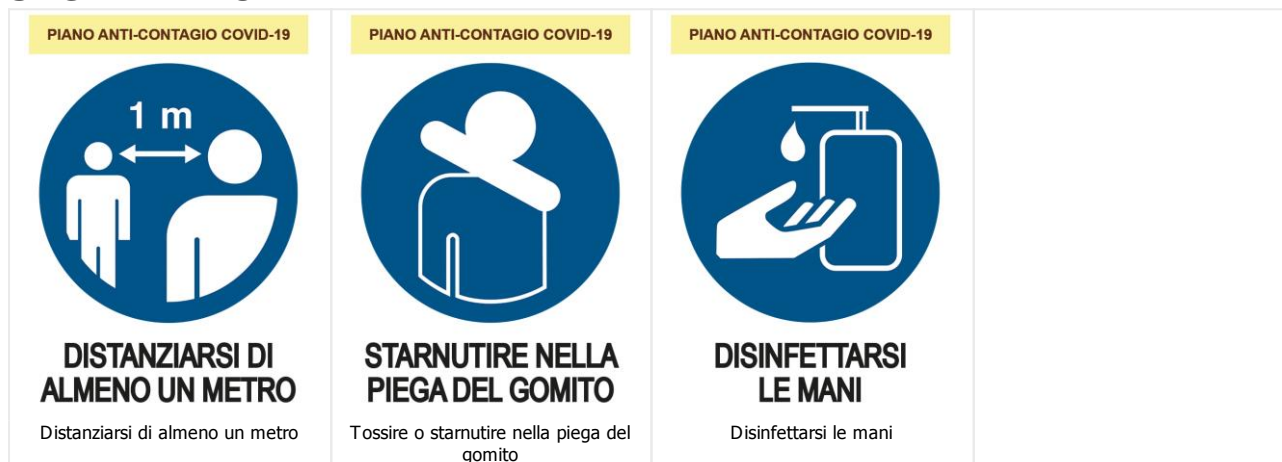 PIANO ANTI-CONTAGIO COVID-19
1 m
DISTANZIARSI DI
ALMENO UN METRO
Distanziarsi di almeno un metro
PIANO ANTI-CONTAGIO COVID-19
STARNUTIRE NELLA
PIEGA DEL GOMITO
Tossire o starnutire nella piega del
gomito
PIANO ANTI-CONTAGIO COVID-19
DISINFETTARSI
LE MANI
Disinfettarsi le mani